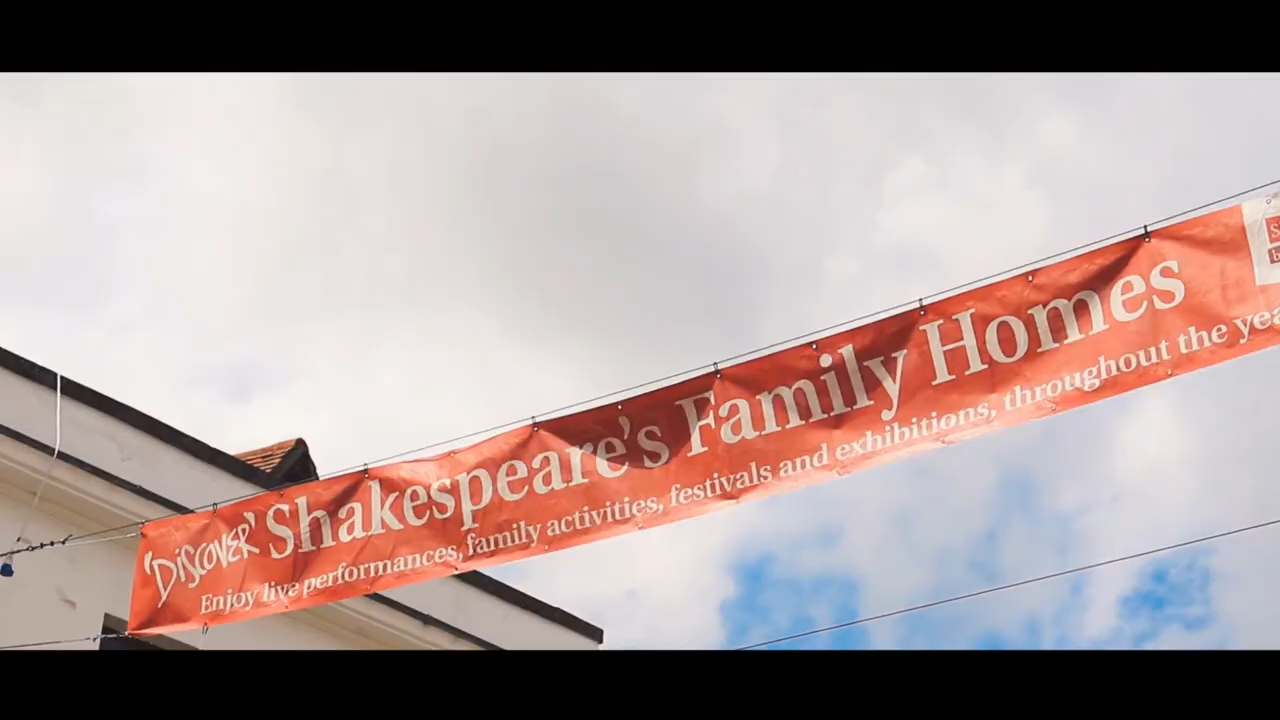 'DiSCOVER' Shakespeare's Family Homes
Enjoy live performances, family activities, festivals and exhibitions, throughout the